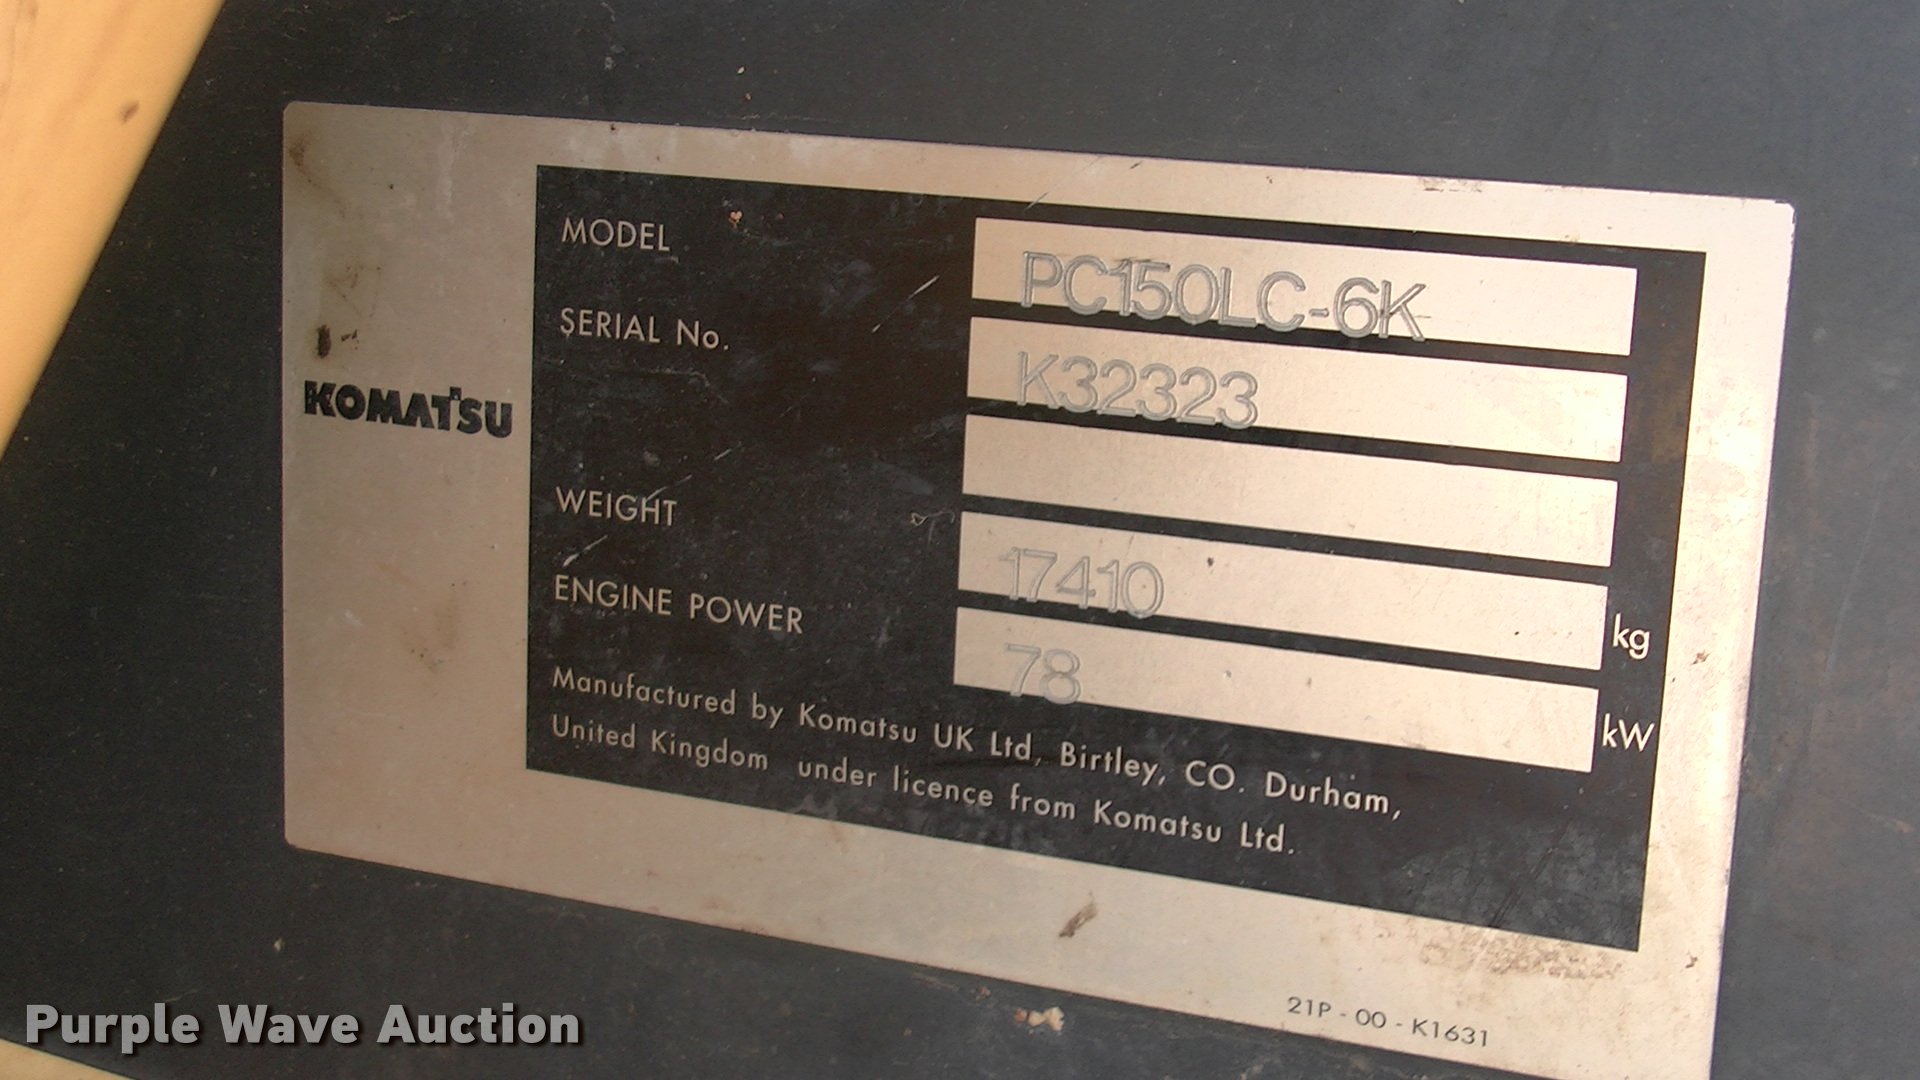 KOMATSU
MODEL PC150LC-6K
SERIAL No. K32323
WEIGHT 17410 kg
ENGINE POWER 78 kW
Manufactured by Komatsu UK Ltd, Birtley, CO. Durham,
United Kingdom under licence from Komatsu Ltd.
21P - 00 - K1631
Purple Wave Auction